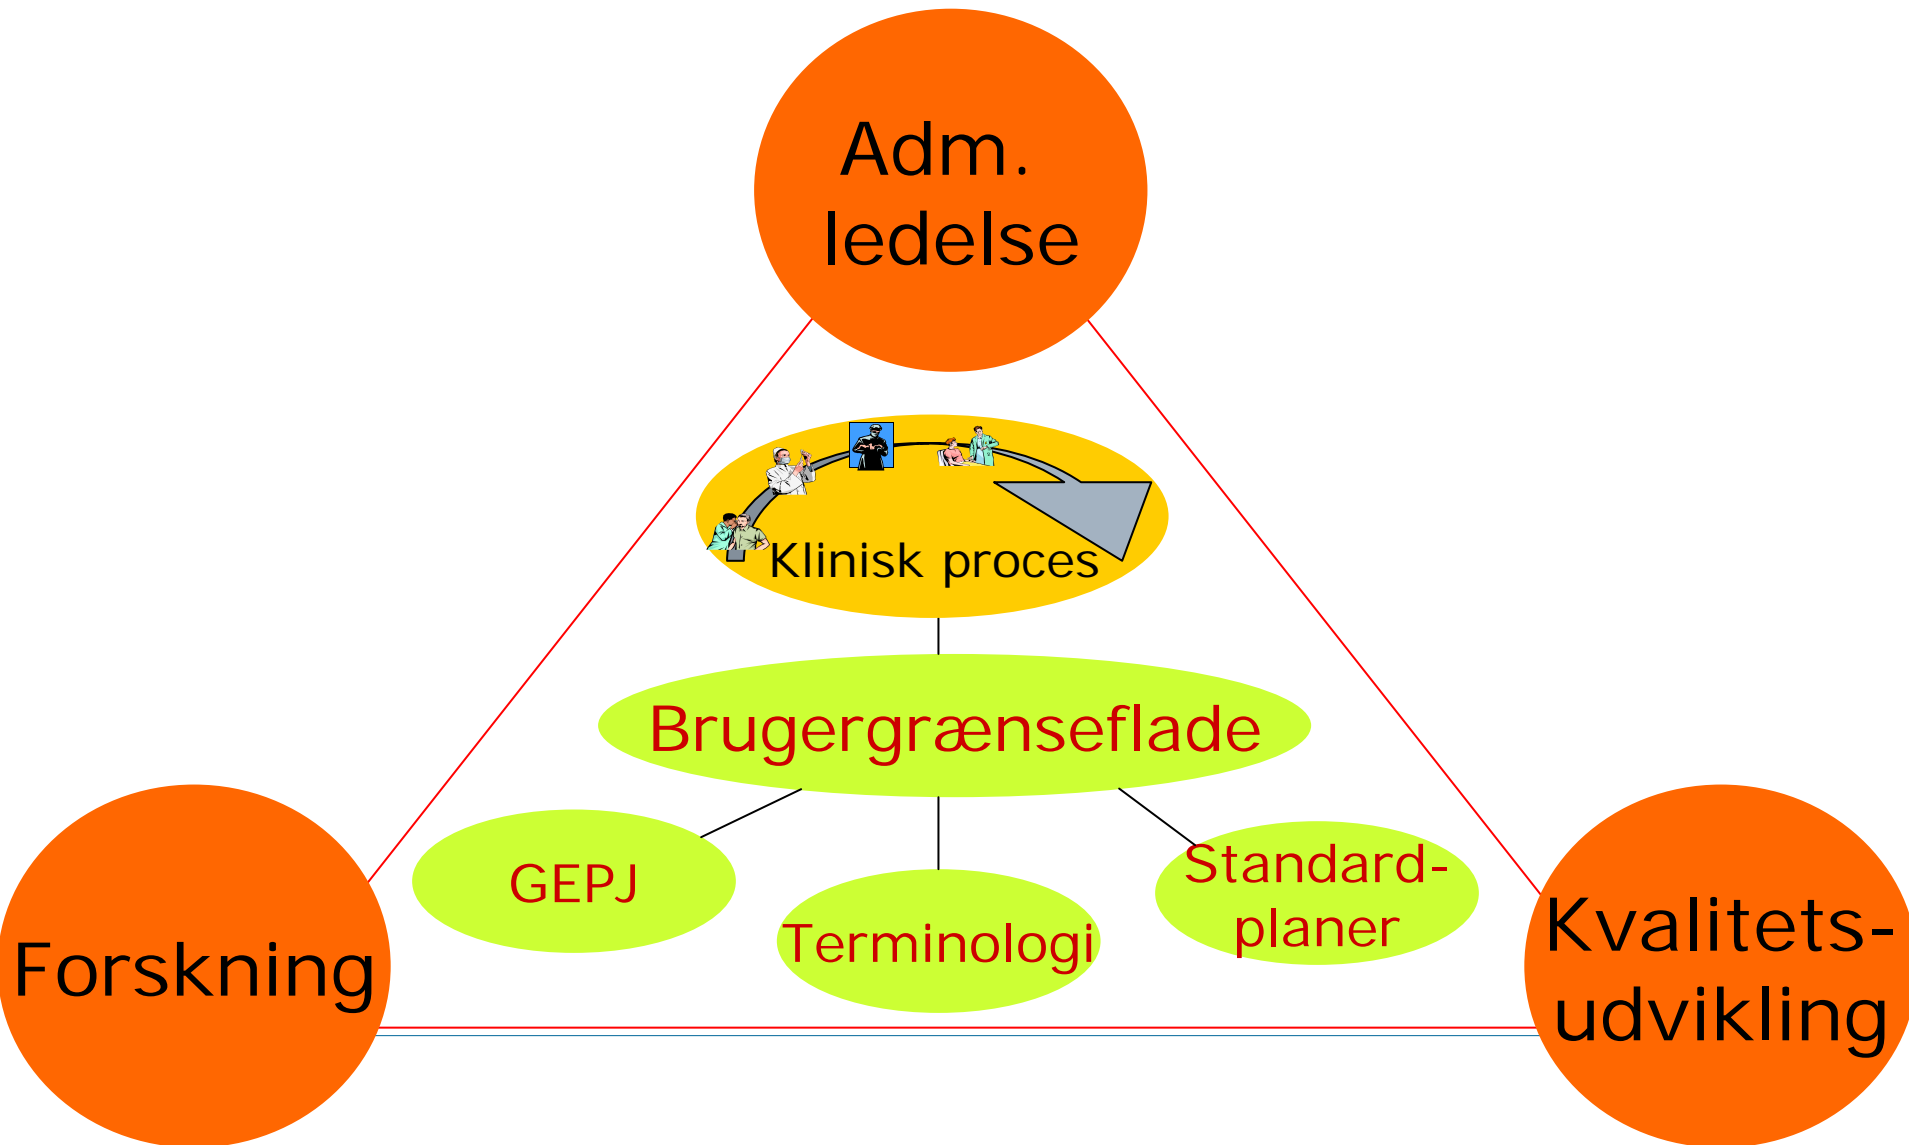 Adm.
ledelse
Klinisk proces
Brugergrænseflade
GEPJ
Terminologi
Standard-
planer
Forskning
Kvalitets-
udvikling